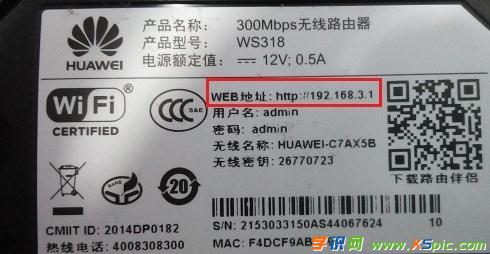 HUAWEI
产品名称: 300Mbps无线路由器
产品型号: WS318
电源额定值: 12V; 0.5A
WiFi
CERTIFIED
CCC
S&E
WEB地址: http://192.168.3.1
用户名: admin
密码: admin
无线名称: HUAWEI-C7AX5B
无线密钥: 26770723
下载路由伴侣
20
CMIIT ID: 2014DP0182
热线电话: 4008308300
S/N: 2153033150AS44067624
10
MAC: F4DCF9AB
学识网
www.XSpic.com